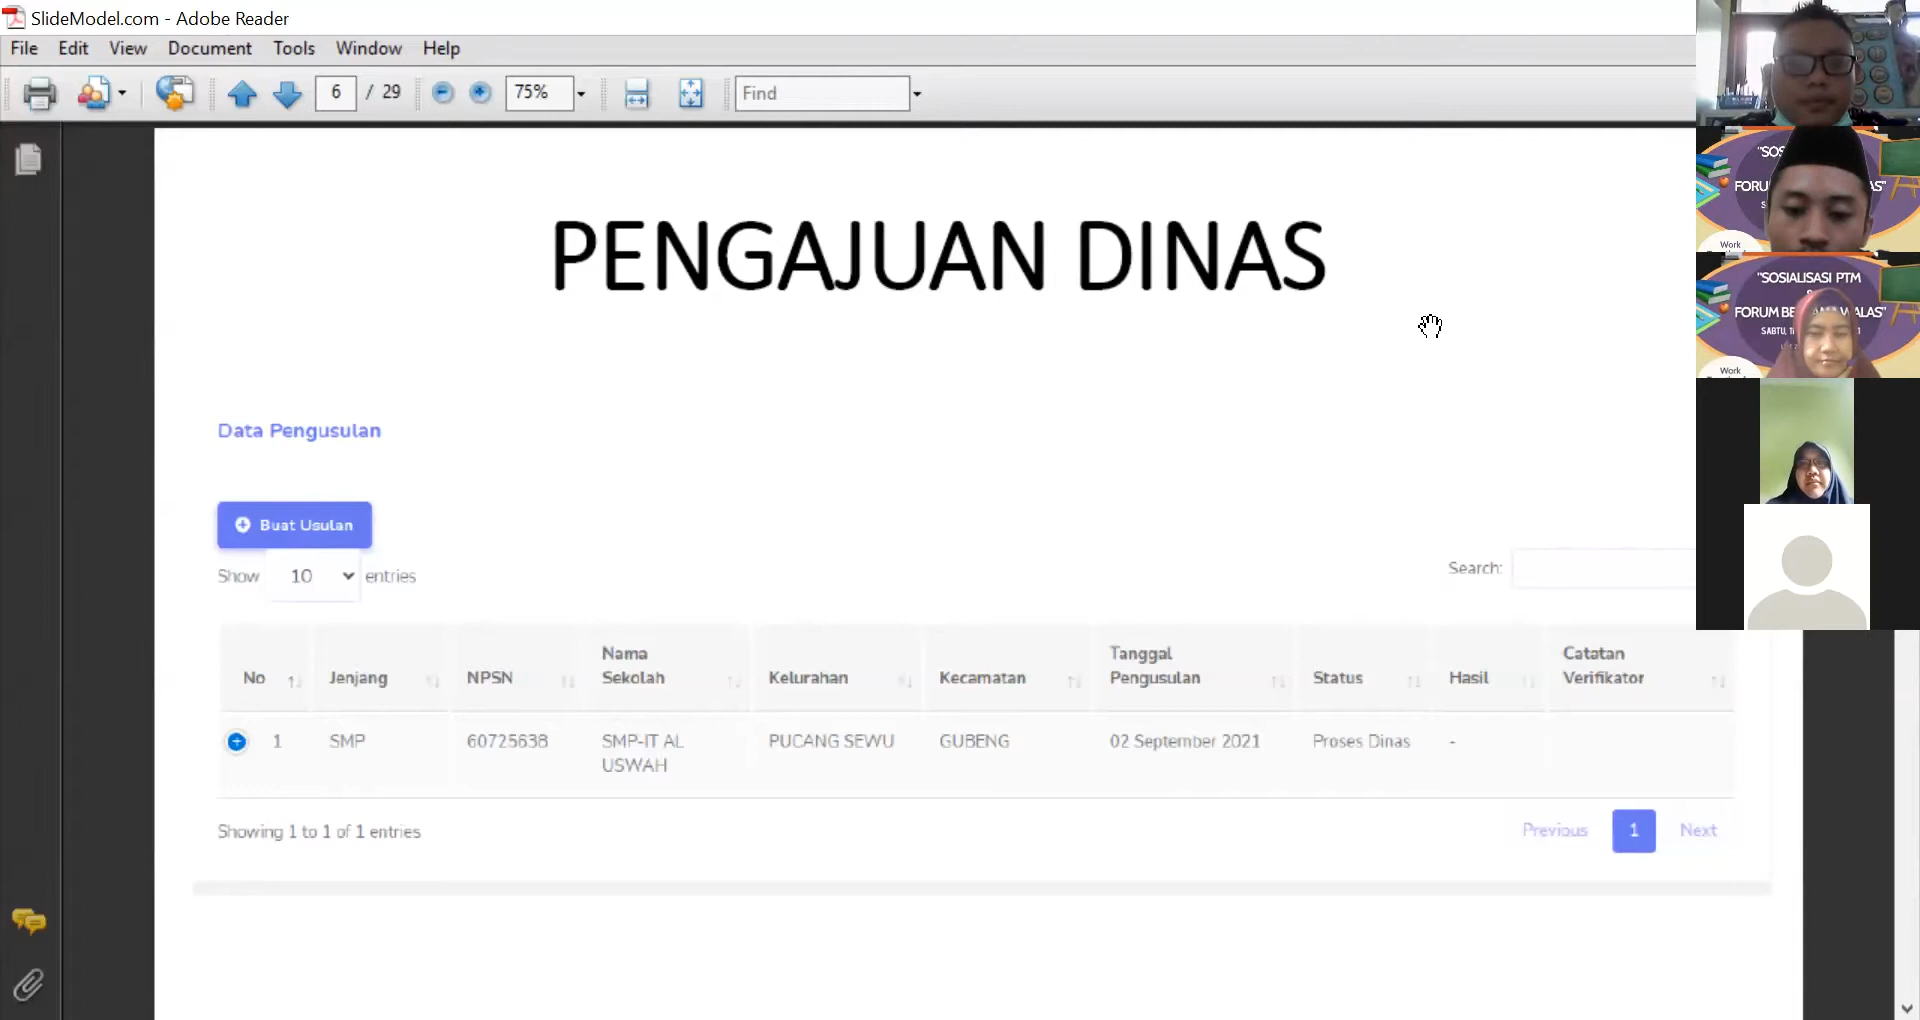 SlideModel.com - Adobe Reader
File Edit View Document Tools Window Help
6 / 29 75% Find
PENGAJUAN DINAS
Data Pengusulan
Buat Usulan
Show 10 entries
Search:
No Jenjang NPSN Nama Sekolah Kelurahan Kecamatan Tanggal Pengusulan Status Hasil Catatan Verifikator
1 SMP 60725638 SMP-IT AL USWAH PUCANG SEWU GUBENG 02 September 2021 Proses Dinas -
Showing 1 to 1 of 1 entries
Previous 1 Next
Work
"SOSIALISASI PTM
SABTU,
Work